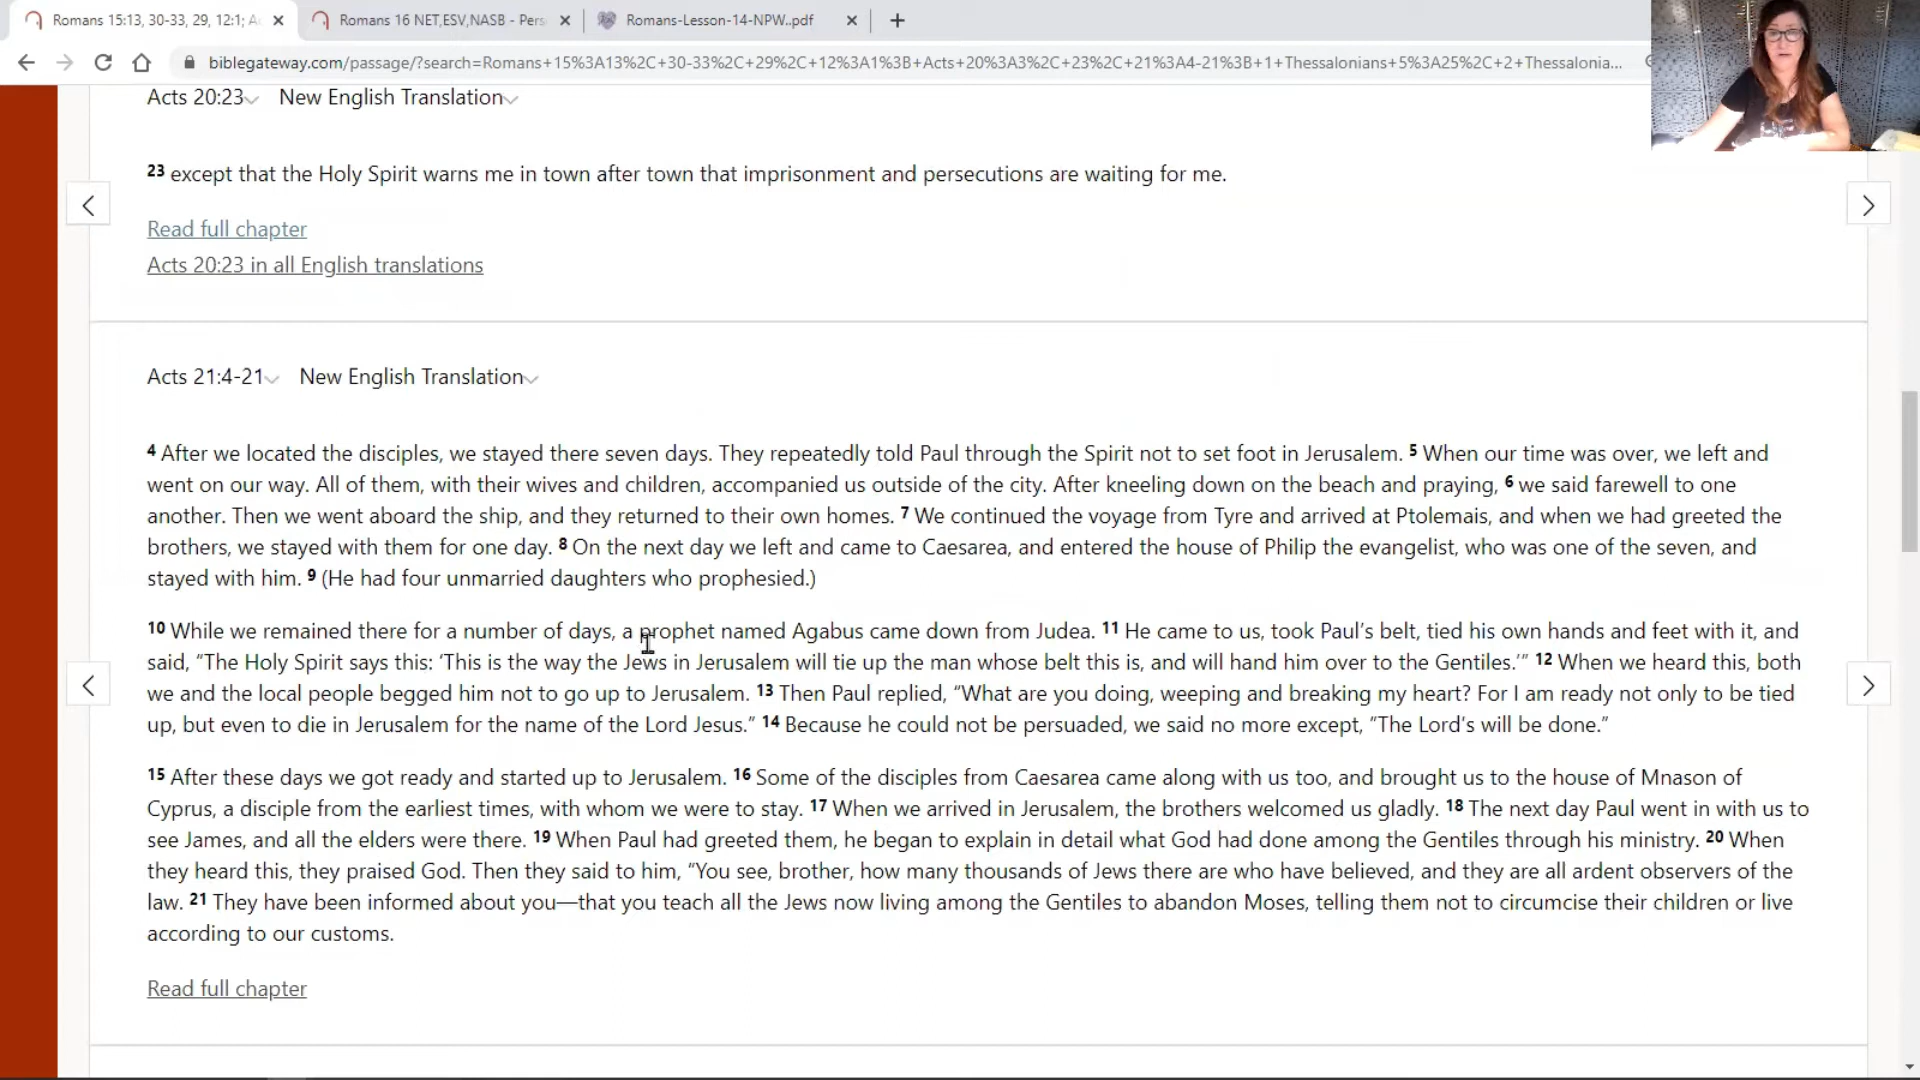 Romans 15:13, 30-33, 29, 12:1; Ac
Romans 16 NET,ESV,NASB - Pers
Romans-Lesson-14-NPW..pdf
biblegateway.com/passage/?search=Romans+15%3A13%2C+30-33%2C+29%2C+12%3A1%3B+Acts+20%3A3%2C+23%2C+21%3A4-21%3B+1+Thessalonians+5%3A25%2C+2+Thessalonia...
Acts 20:23 New English Translation
23 except that the Holy Spirit warns me in town after town that imprisonment and persecutions are waiting for me.
Read full chapter
Acts 20:23 in all English translations
Acts 21:4-21 New English Translation
4 After we located the disciples, we stayed there seven days. They repeatedly told Paul through the Spirit not to set foot in Jerusalem. 5 When our time was over, we left and
went on our way. All of them, with their wives and children, accompanied us outside of the city. After kneeling down on the beach and praying, 6 we said farewell to one
another. Then we went aboard the ship, and they returned to their own homes. 7 We continued the voyage from Tyre and arrived at Ptolemais, and when we had greeted the
brothers, we stayed with them for one day. 8 On the next day we left and came to Caesarea, and entered the house of Philip the evangelist, who was one of the seven, and
stayed with him. 9 (He had four unmarried daughters who prophesied.)
10 While we remained there for a number of days, a prophet named Agabus came down from Judea. 11 He came to us, took Paul’s belt, tied his own hands and feet with it, and
said, “The Holy Spirit says this: ‘This is the way the Jews in Jerusalem will tie up the man whose belt this is, and will hand him over to the Gentiles.’” 12 When we heard this, both
we and the local people begged him not to go up to Jerusalem. 13 Then Paul replied, “What are you doing, weeping and breaking my heart? For I am ready not only to be tied
up, but even to die in Jerusalem for the name of the Lord Jesus.” 14 Because he could not be persuaded, we said no more except, “The Lord’s will be done.”
15 After these days we got ready and started up to Jerusalem. 16 Some of the disciples from Caesarea came along with us too, and brought us to the house of Mnason of
Cyprus, a disciple from the earliest times, with whom we were to stay. 17 When we arrived in Jerusalem, the brothers welcomed us gladly. 18 The next day Paul went in with us to
see James, and all the elders were there. 19 When Paul had greeted them, he began to explain in detail what God had done among the Gentiles through his ministry. 20 When
they heard this, they praised God. Then they said to him, “You see, brother, how many thousands of Jews there are who have believed, and they are all ardent observers of the
law. 21 They have been informed about you—that you teach all the Jews now living among the Gentiles to abandon Moses, telling them not to circumcise their children or live
according to our customs.
Read full chapter